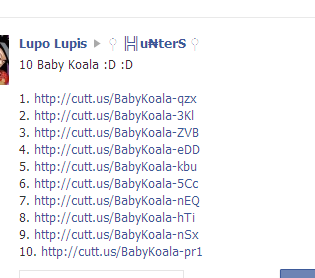 Lupo Lupis ▸ ♀ ╠╣u₦terS ♀
10 Baby Koala :D :D
1. http://cutt.us/BabyKoala-qzx
2. http://cutt.us/BabyKoala-3Kl
3. http://cutt.us/BabyKoala-ZVB
4. http://cutt.us/BabyKoala-eDD
5. http://cutt.us/BabyKoala-kbu
6. http://cutt.us/BabyKoala-5Cc
7. http://cutt.us/BabyKoala-nEQ
8. http://cutt.us/BabyKoala-hTi
9. http://cutt.us/BabyKoala-nSx
10. http://cutt.us/BabyKoala-pr1